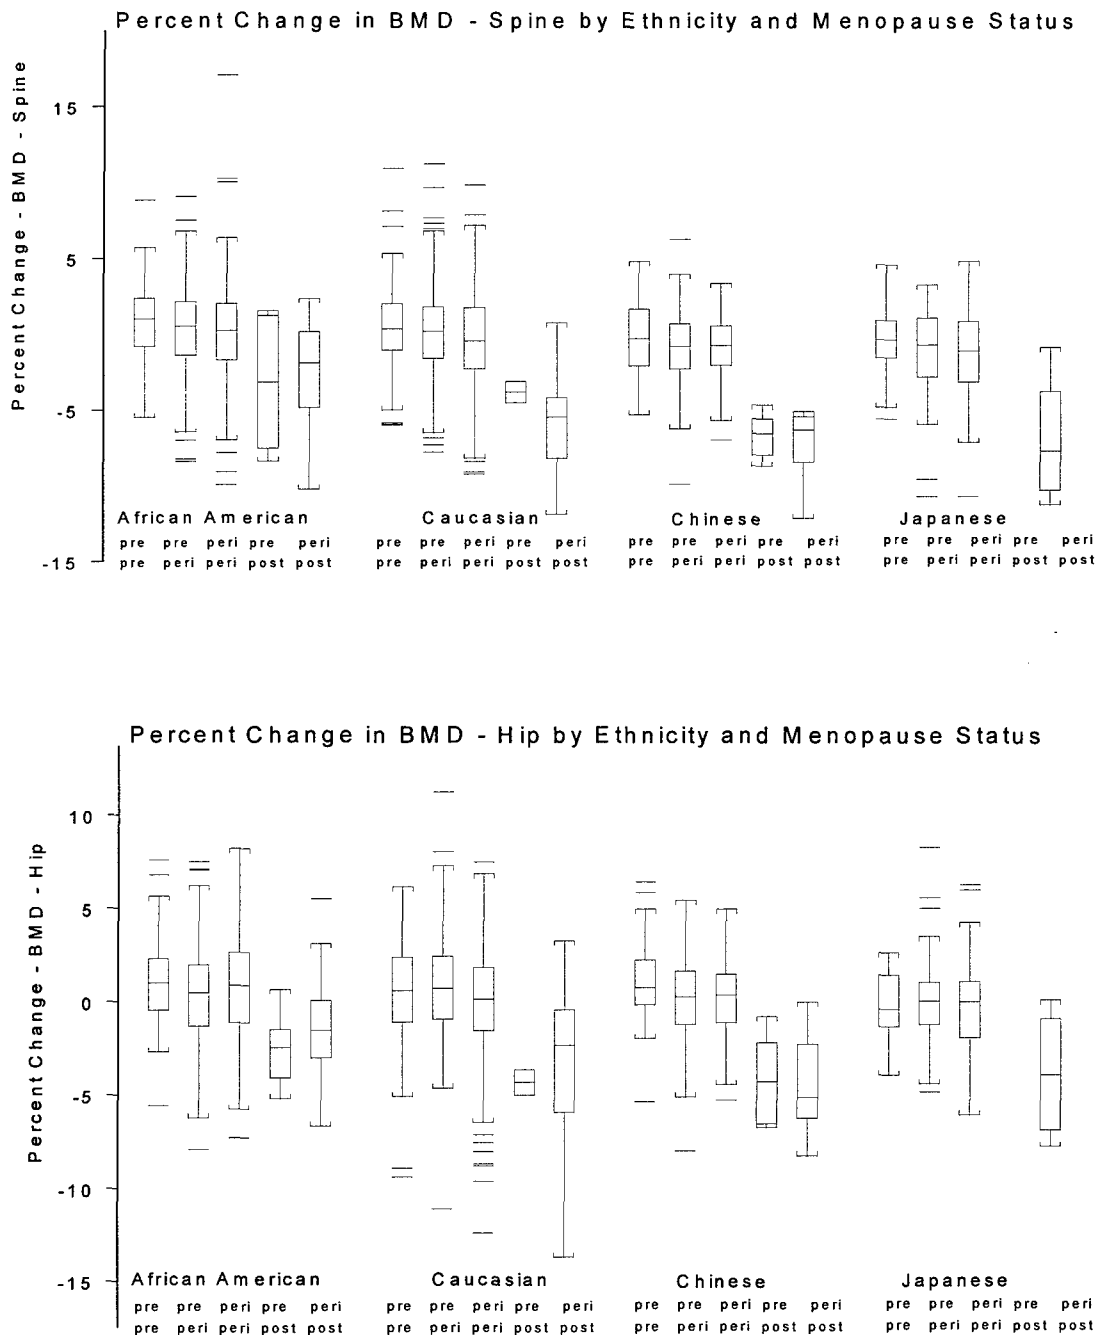 Percent Change in BMD - Spine by Ethnicity and Menopause Status
Percent Change - BMD - Spine
15
5
-5
-15
African American Caucasian Chinese Japanese
pre pre peri pre peri pre pre peri pre peri pre pre peri pre peri pre pre peri pre peri
pre peri peri post post pre peri peri post post pre peri peri post post pre peri peri post post
Percent Change in BMD - Hip by Ethnicity and Menopause Status
Percent Change - BMD - Hip
10
5
0
-5
-10
-15
African American Caucasian Chinese Japanese
pre pre peri pre peri pre pre peri pre peri pre pre peri pre peri pre pre peri pre peri
pre peri peri post post pre peri peri post post pre peri peri post post pre peri peri post post